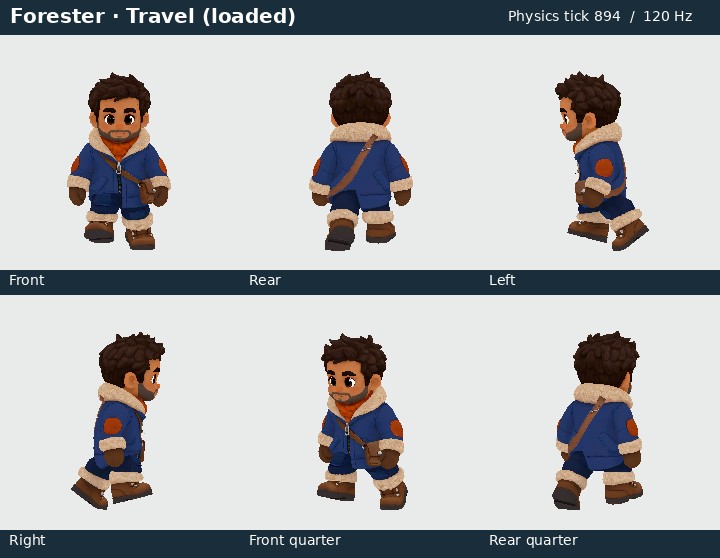 Forester · Travel (loaded)
Physics tick 894 / 120 Hz
Front
Rear
Left
Right
Front quarter
Rear quarter